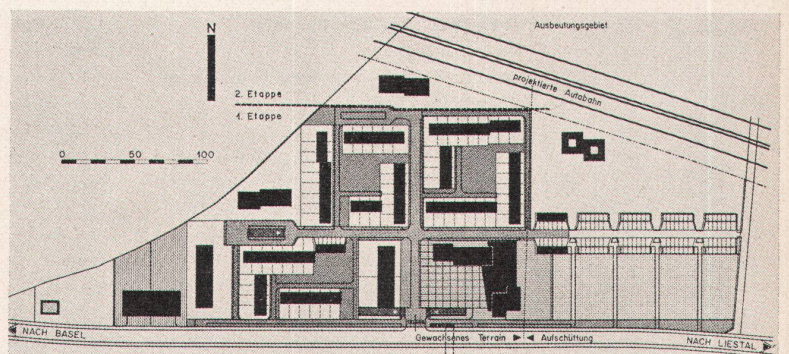 N
Ausbeutungsgebiet
projektierte Autobahn
2. Etappe
1. Etappe
0 50 100
Gewachsenes Terrain Aufschüttung
NACH BASEL
NACH LIESTAL